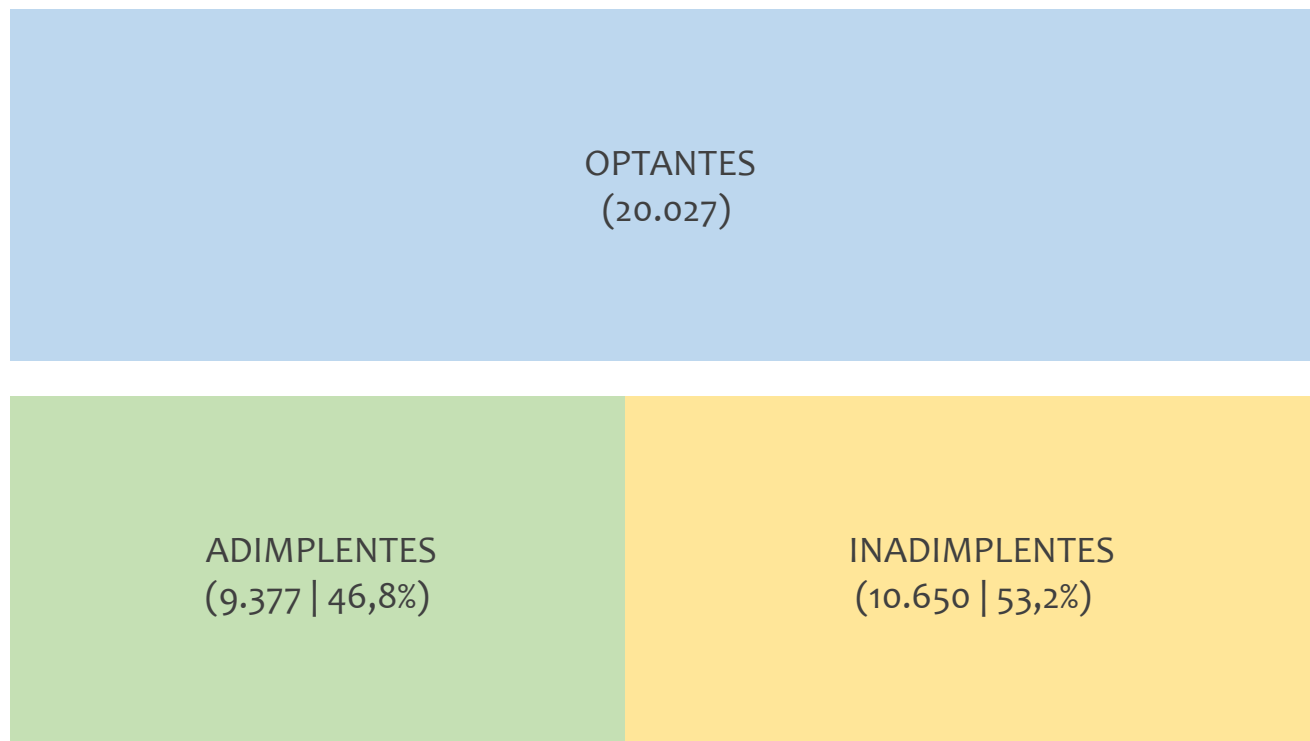 OPTANTES
(20.027)
ADIMPLENTES
(9.377 | 46,8%)
INADIMPLENTES
(10.650 | 53,2%)